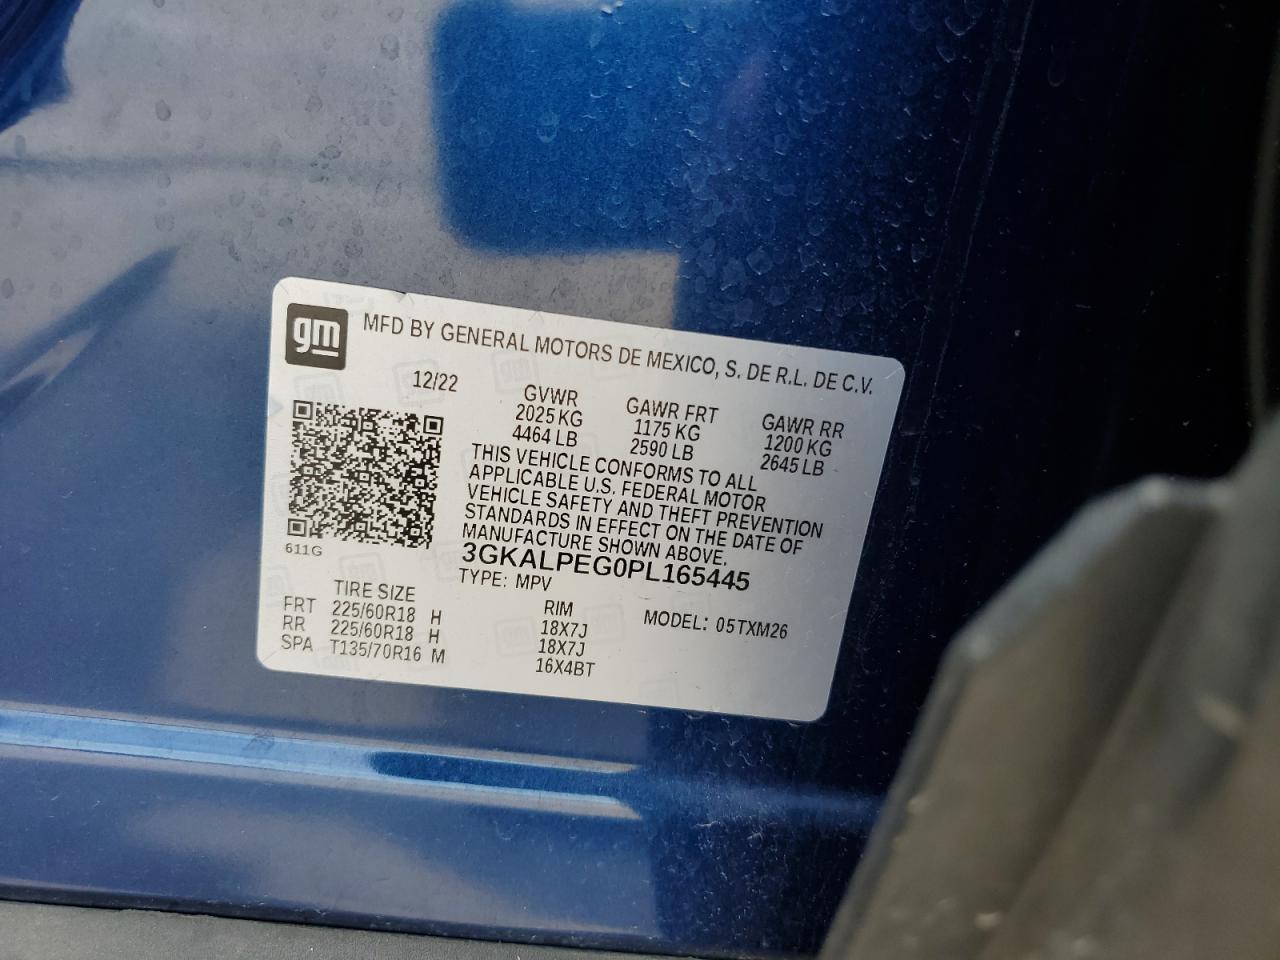 gm MFD BY GENERAL MOTORS DE MEXICO, S. DE R.L. DE C.V.
12/22 GVWR GAWR FRT GAWR RR
2025 KG 1175 KG 1200 KG
4464 LB 2590 LB 2645 LB
THIS VEHICLE CONFORMS TO ALL
APPLICABLE U.S. FEDERAL MOTOR
VEHICLE SAFETY AND THEFT PREVENTION
STANDARDS IN EFFECT ON THE DATE OF
MANUFACTURE SHOWN ABOVE.
611G
3GKALPEG0PL165445
TYPE: MPV
MODEL: 05TXM26
TIRE SIZE RIM
FRT 225/60R18 H 18X7J
RR 225/60R18 H 18X7J
SPA T135/70R16 M 16X4BT